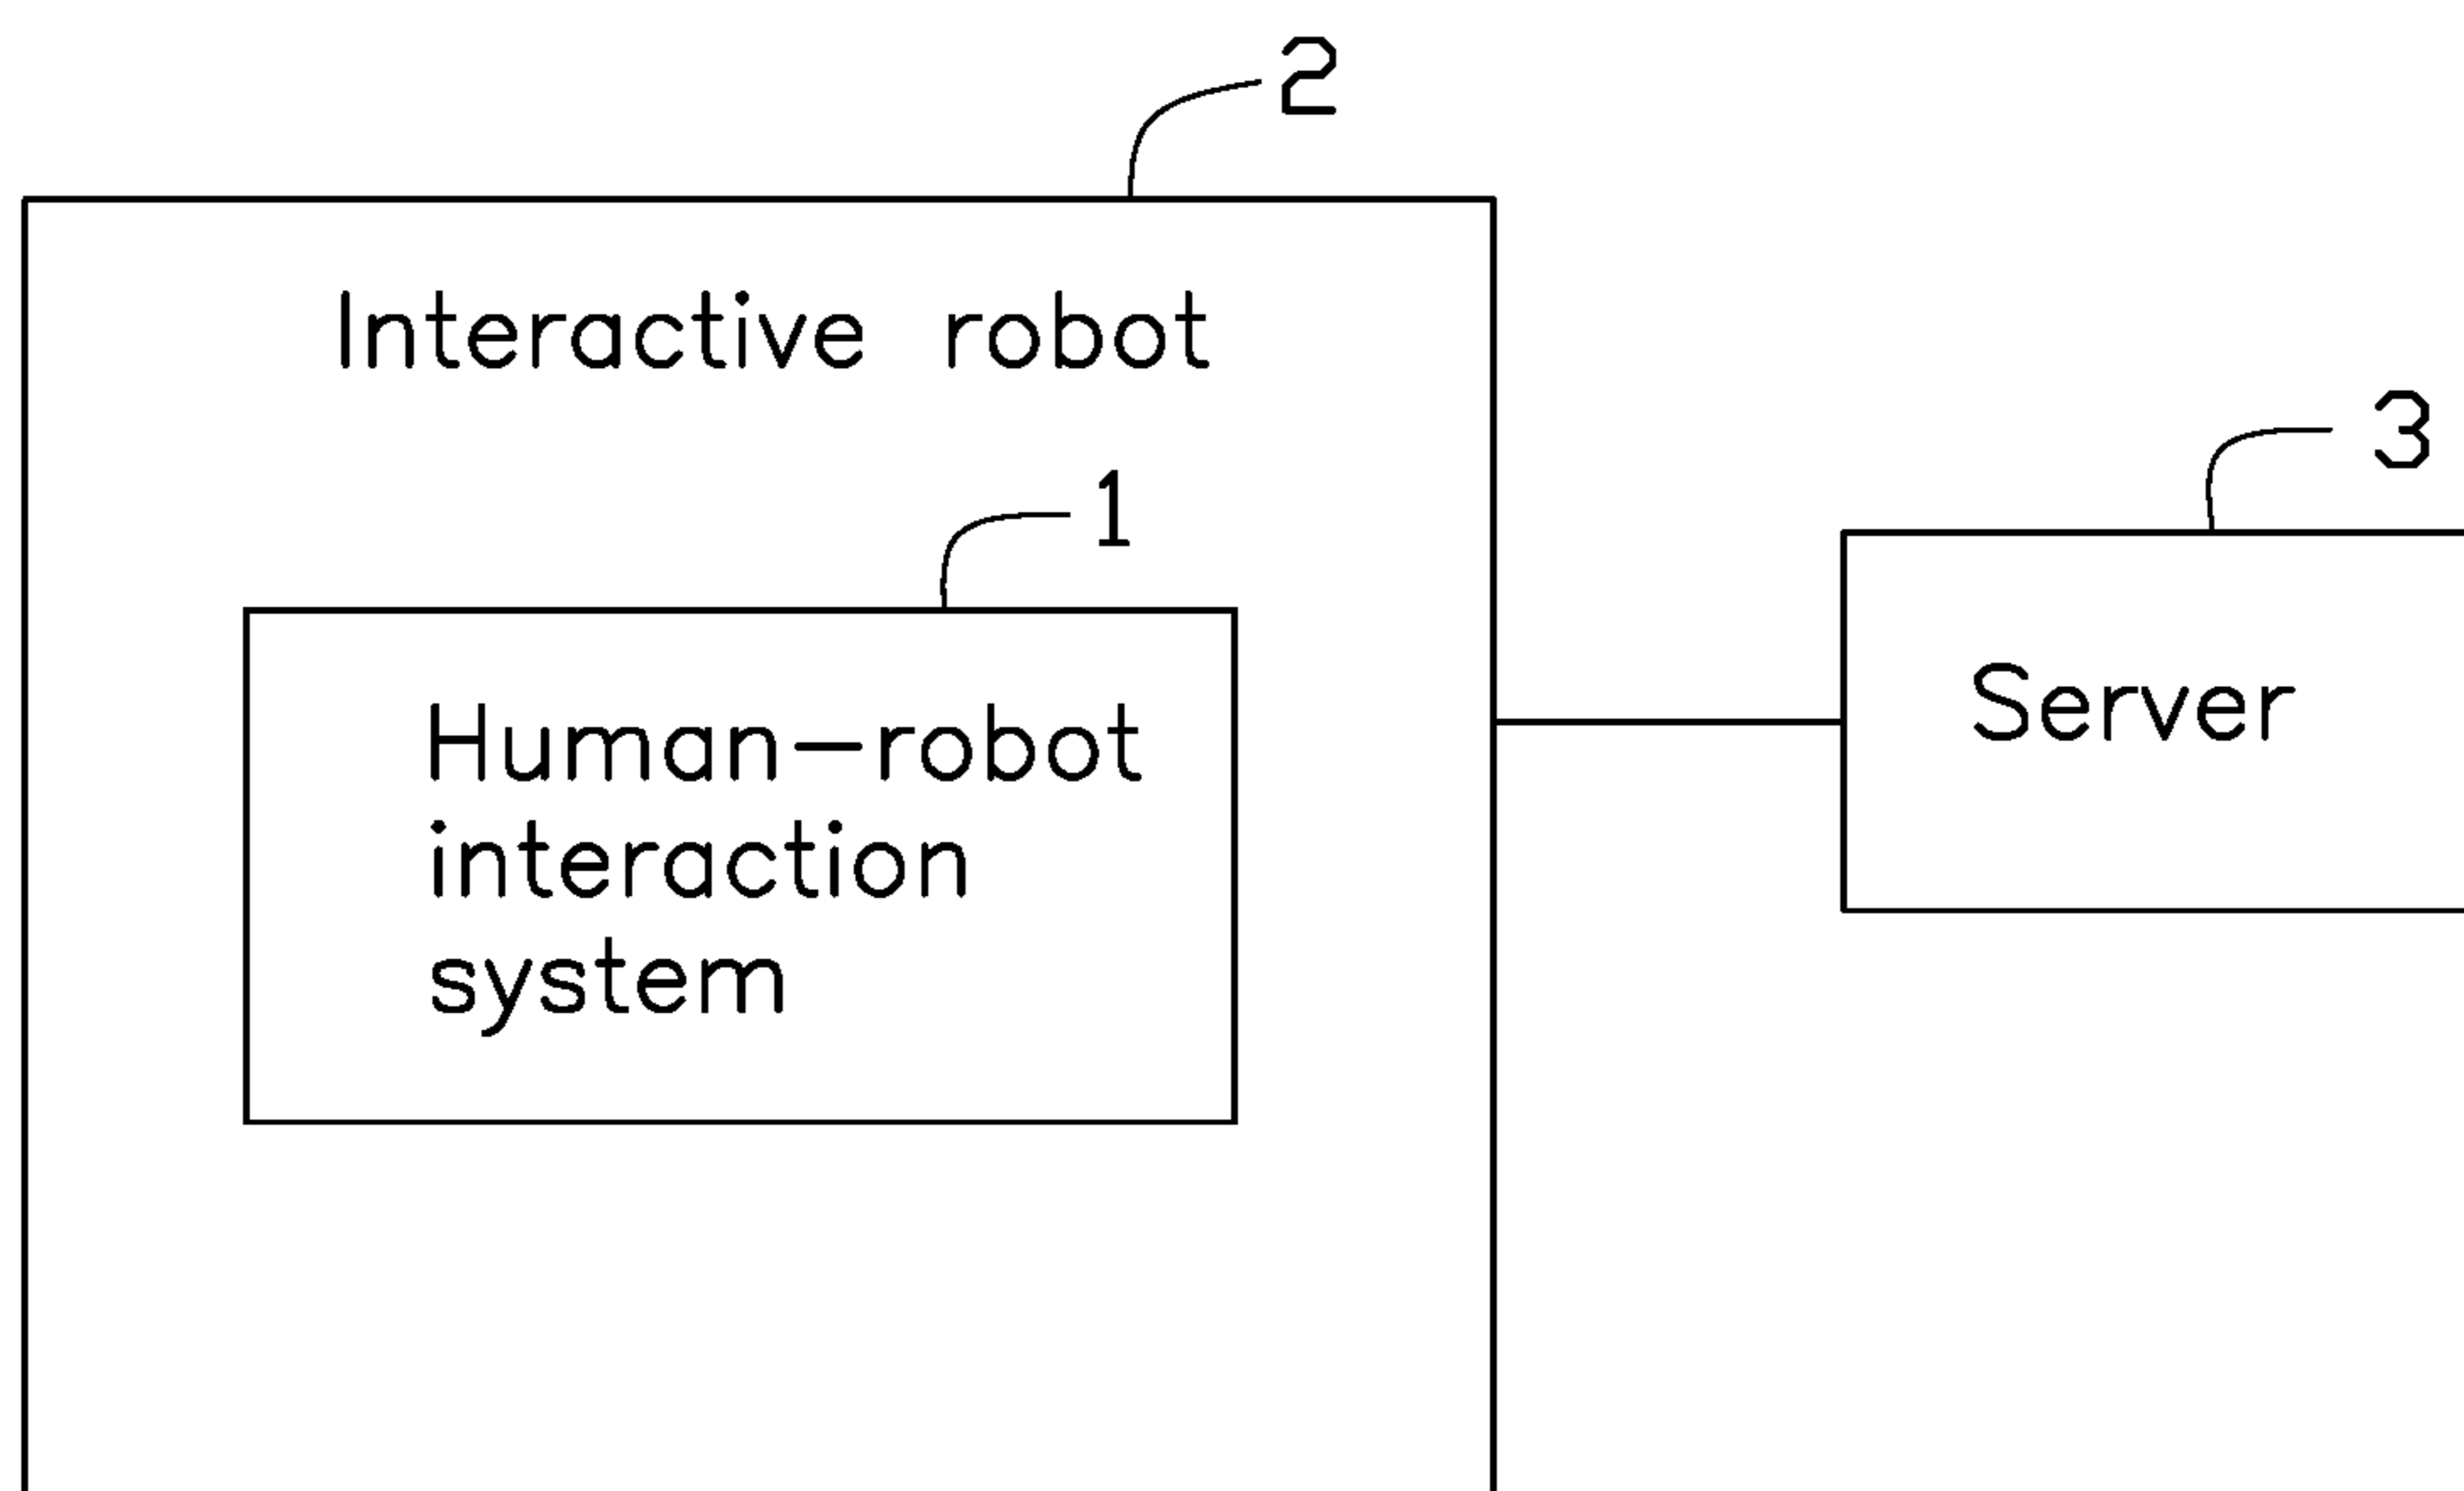 2
Interactive robot
3
1
Human-robot
interaction
system
Server